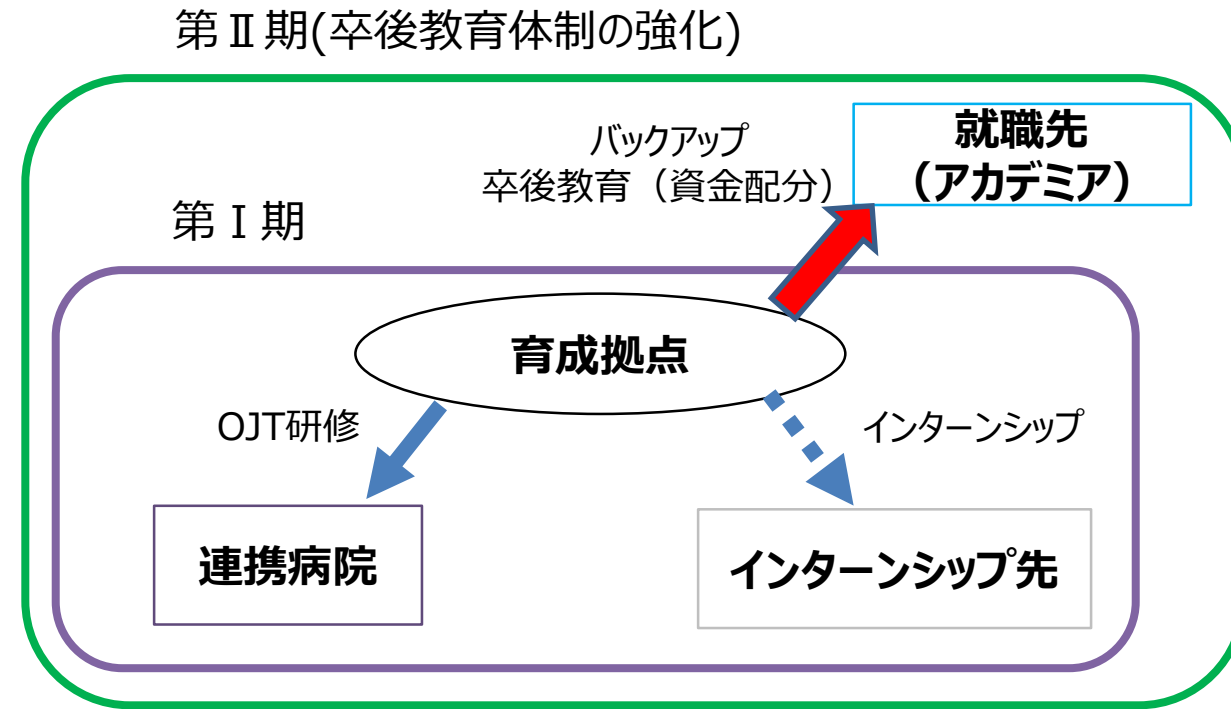 第Ⅱ期(卒後教育体制の強化)
バックアップ
卒後教育（資金配分）
就職先
（アカデミア）
第Ⅰ期
育成拠点
OJT研修
インターンシップ
連携病院
インターンシップ先